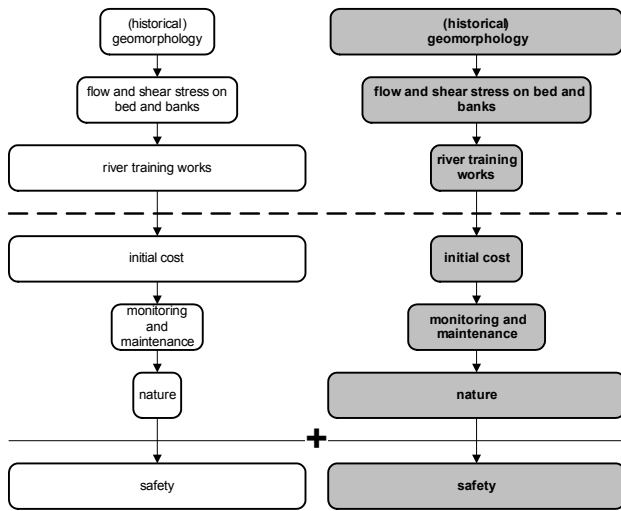 (historical)
geomorphology
flow and shear stress on
bed and banks
river training works
initial cost
monitoring
and
maintenance
nature
safety
(historical)
geomorphology
flow and shear stress on bed and
banks
river training
works
initial cost
monitoring and
maintenance
nature
+
safety